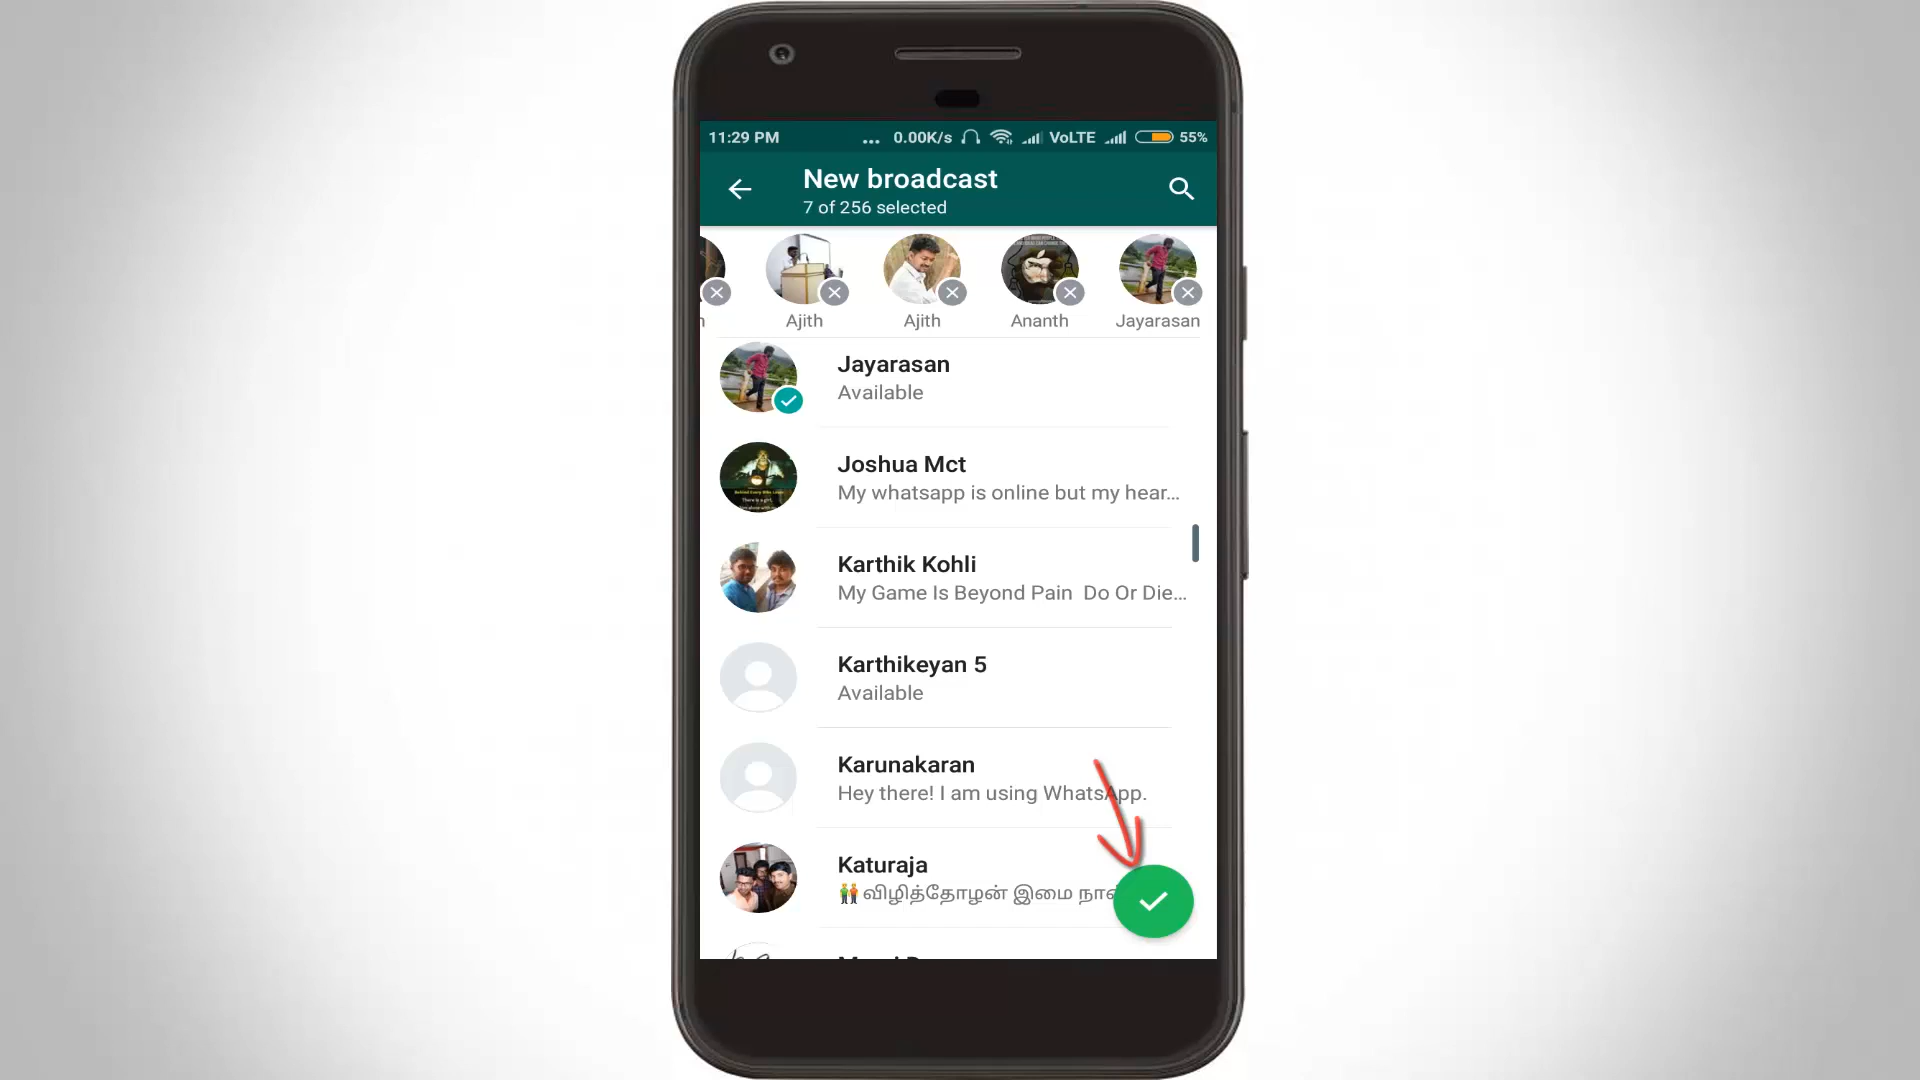 11:29 PM ... 0.00K/s VoLTE 55%
New broadcast
7 of 256 selected
Ajith Ajith Ananth Jayarasan
Jayarasan
Available
Joshua Mct
My whatsapp is online but my hear...
Karthik Kohli
My Game Is Beyond Pain Do Or Die...
Karthikeyan 5
Available
Karunakaran
Hey there! I am using WhatsApp.
Katuraja
விழித்தோழன் இமை